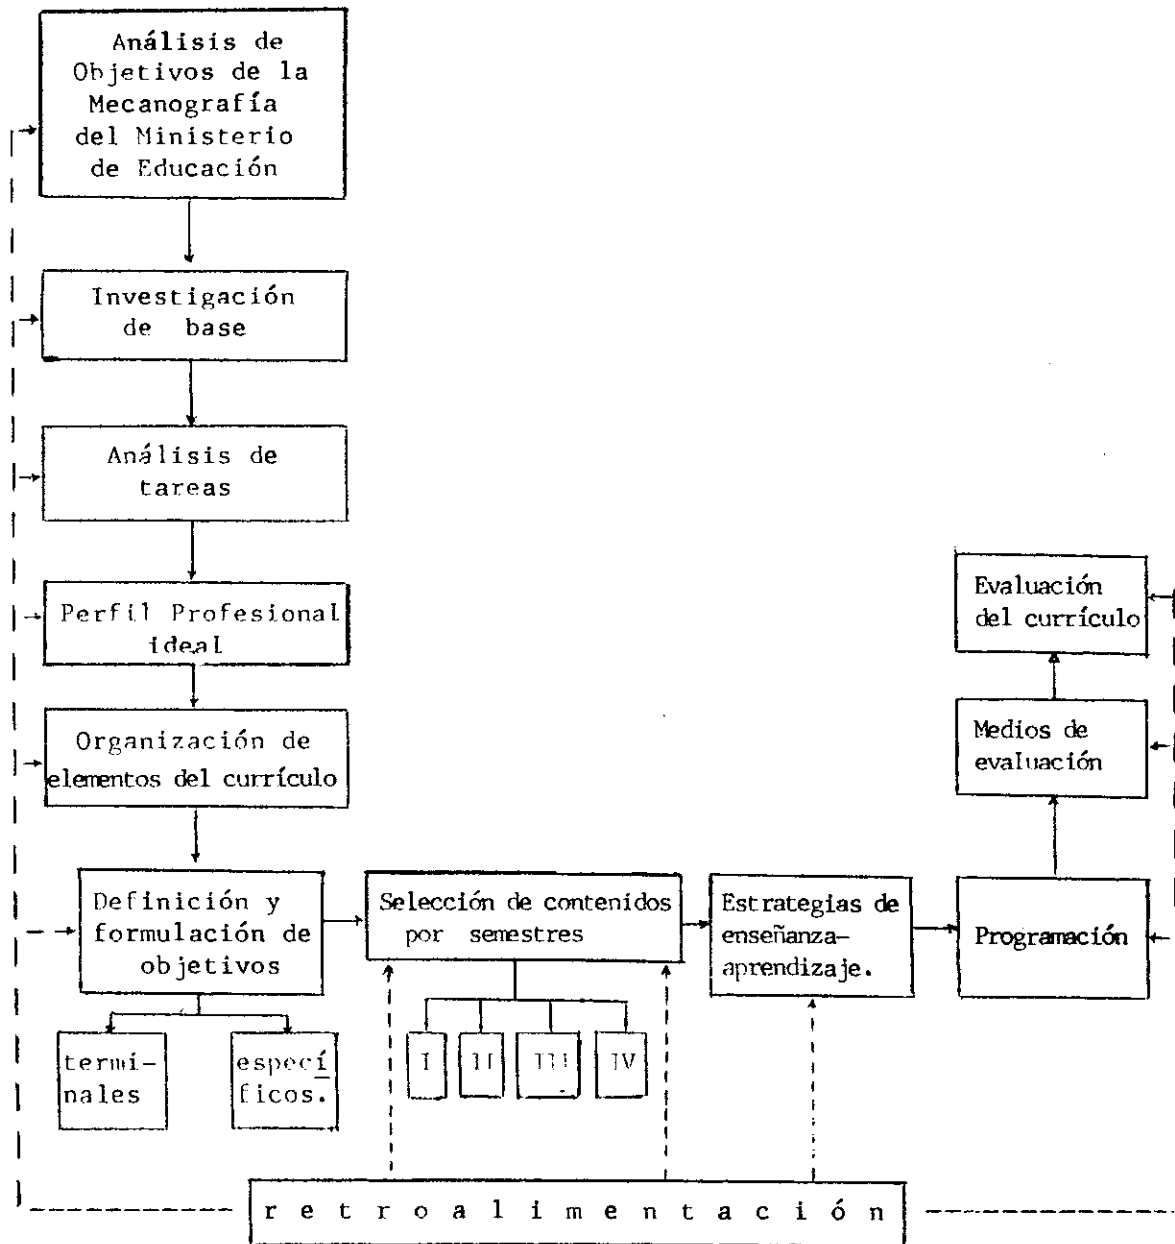 Análisis de
Objetivos de la
Mecanografía
del Ministerio
de Educación
Investigación
de base
Análisis de
tareas
Perfil Profesional
ideal
Organización de
elementos del currículo
Definición y
formulación de
objetivos
termi-
nales
especí
ficos.
Selección de contenidos
por semestres
I II III IV
Estrategias de
enseñanza-
aprendizaje.
Programación
Medios de
evaluación
Evaluación
del currículo
retroalimentación